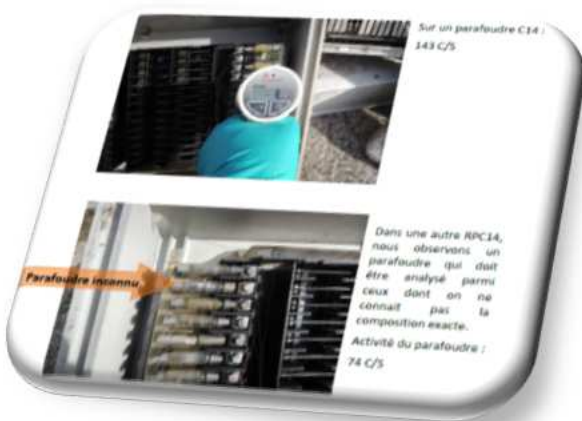 Sur un parafoudre C14 :
143 C/S
Parafoudre inconnu
Dans une autre RPC14,
nous observons un
parafoudre qui doit
être analysé parmi
ceux dont on ne
connait pas la
composition exacte.
Activité du parafoudre :
74 C/S